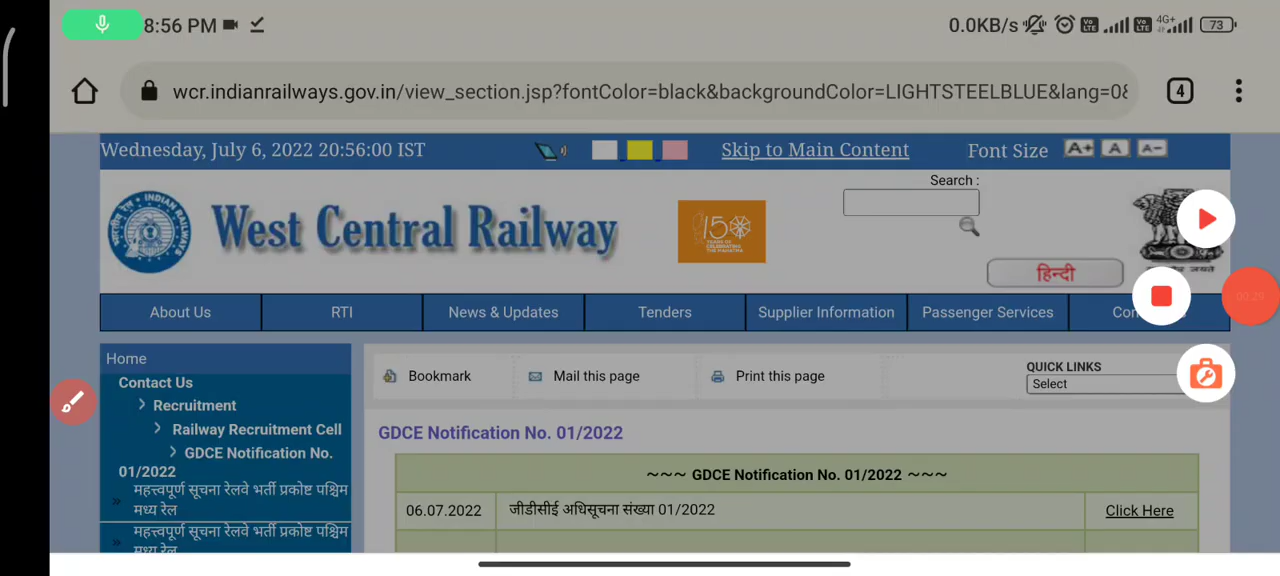 8:56 PM
0.0KB/s
4G+
73
wcr.indianrailways.gov.in/view_section.jsp?fontColor=black&backgroundColor=LIGHTSTEELBLUE&lang=0&
4
Wednesday, July 6, 2022 20:56:00 IST
Skip to Main Content
Font Size A+ A A-
Search :
West Central Railway
150
हिन्दी
About Us
RTI
News & Updates
Tenders
Supplier Information
Passenger Services
00:29
Home
Contact Us
Recruitment
Railway Recruitment Cell
GDCE Notification No.
01/2022
महत्त्वपूर्ण सूचना रेलवे भर्ती प्रकोष्ट पश्चिम
मध्य रेल
महत्त्वपूर्ण सूचना रेलवे भर्ती प्रकोष्ट पश्चिम
मध्य रेल
Bookmark
Mail this page
Print this page
QUICK LINKS
Select
GDCE Notification No. 01/2022
~~~ GDCE Notification No. 01/2022 ~~~
06.07.2022
जीडीसीई अधिसूचना संख्या 01/2022
Click Here